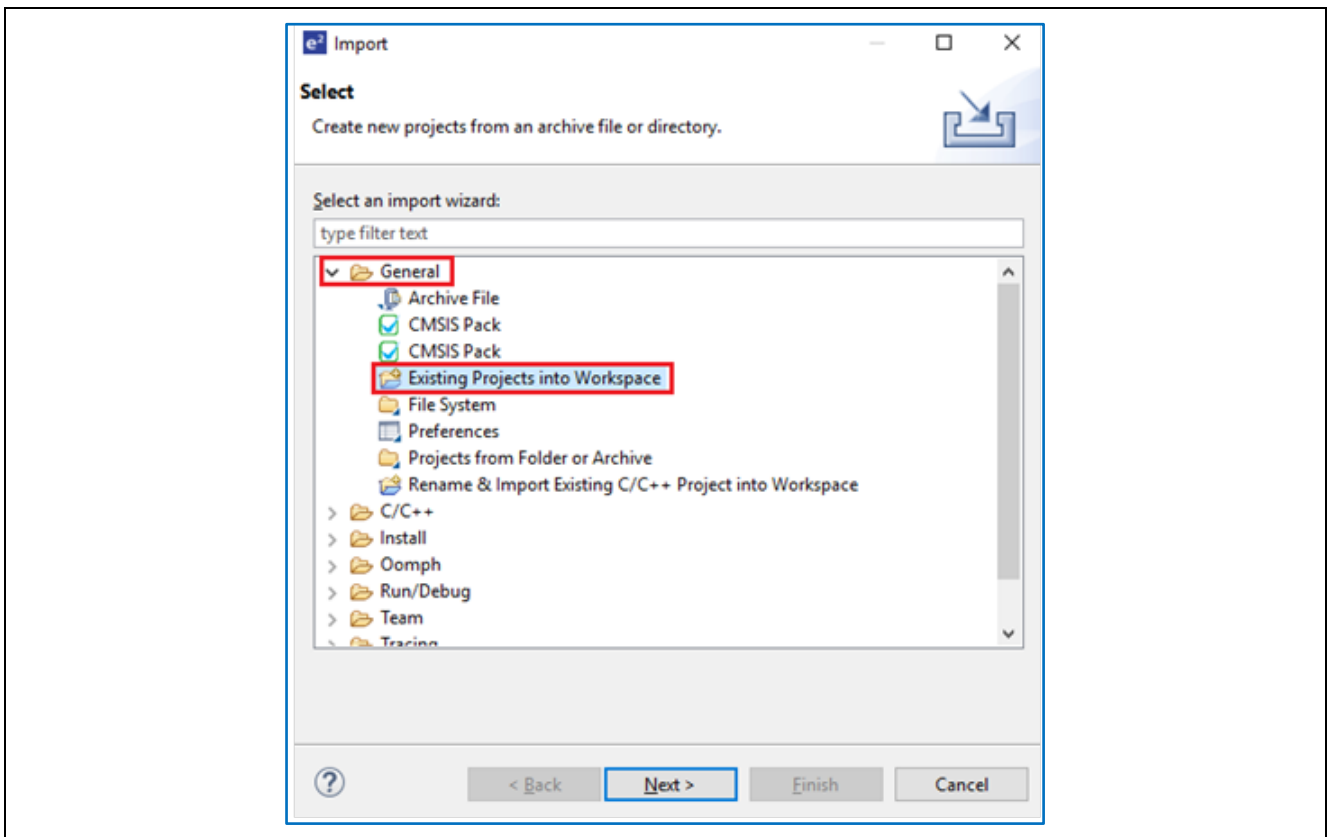 e² Import
Select
Create new projects from an archive file or directory.
Select an import wizard:
type filter text
General
Archive File
CMSIS Pack
CMSIS Pack
Existing Projects into Workspace
File System
Preferences
Projects from Folder or Archive
Rename & Import Existing C/C++ Project into Workspace
C/C++
Install
Oomph
Run/Debug
Team
Tracing
? < Back Next > Finish Cancel